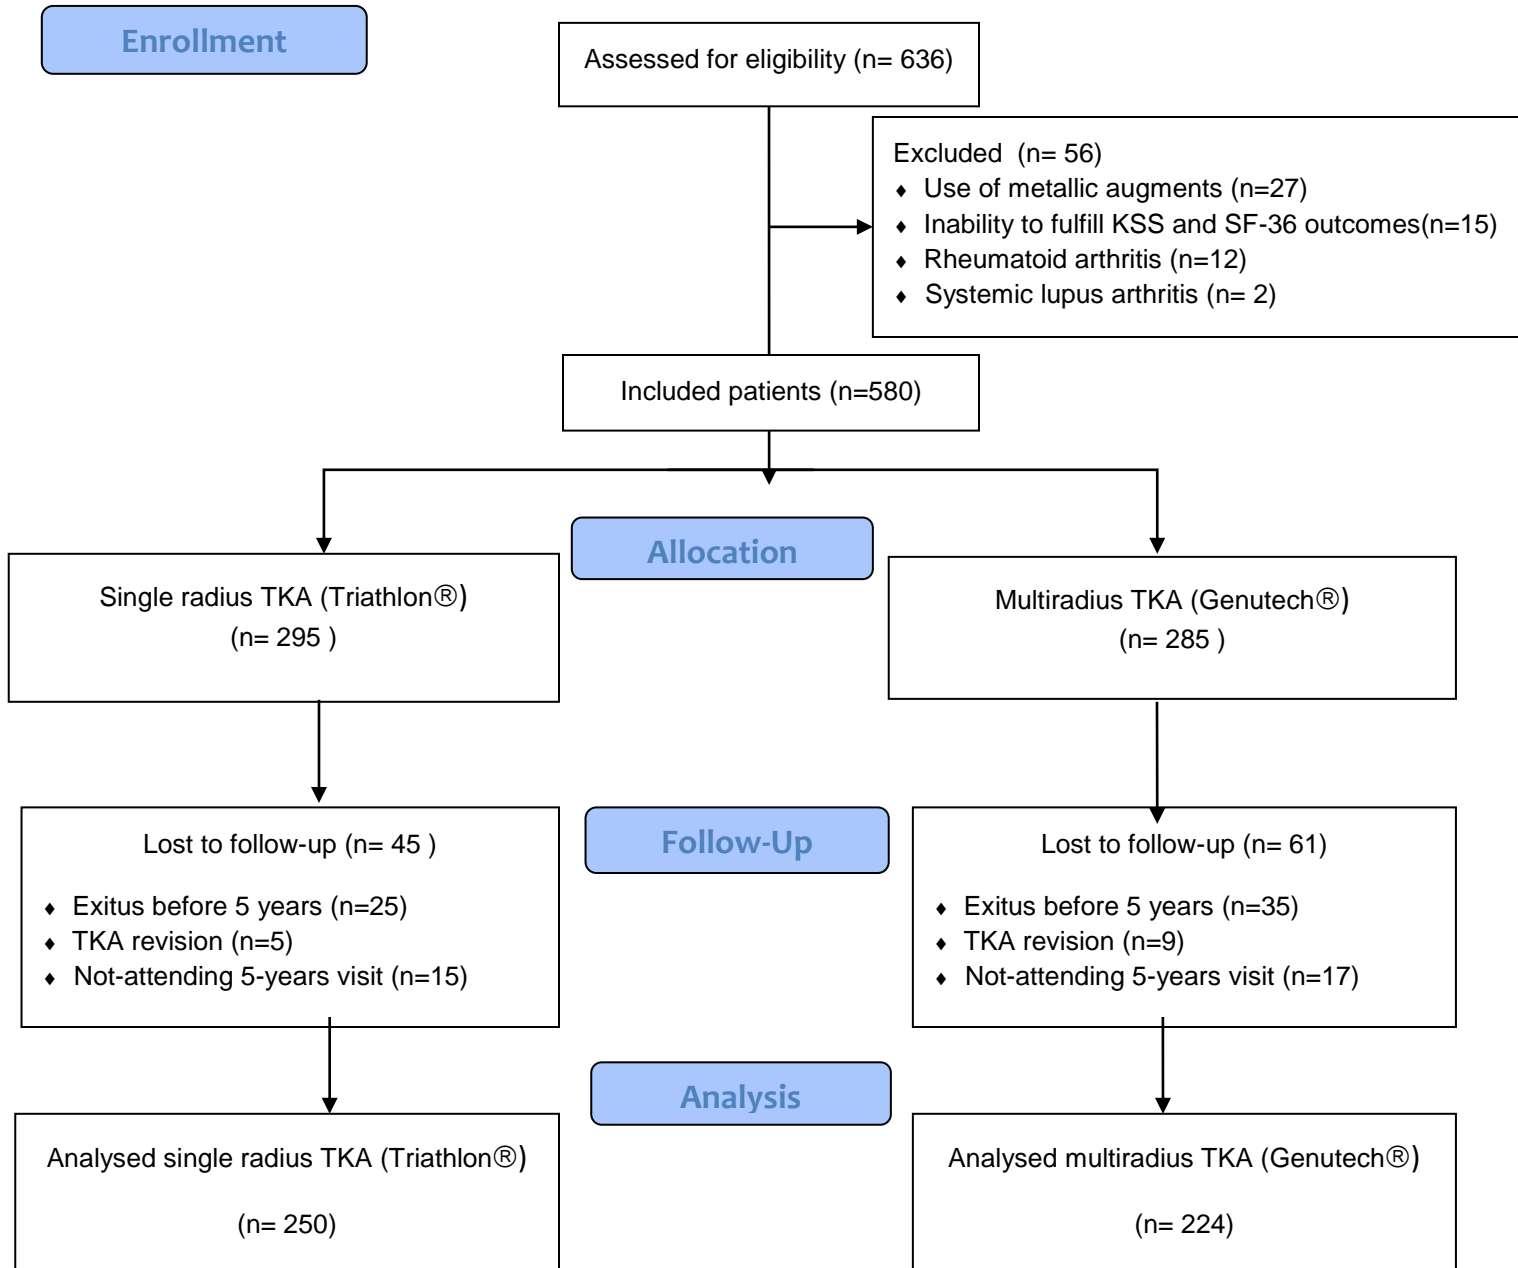 Enrollment
Assessed for eligibility (n= 636)
Excluded  (n= 56)
♦ Use of metallic augments (n=27)
♦ Inability to fulfill KSS and SF-36 outcomes(n=15)
♦ Rheumatoid arthritis (n=12)
♦ Systemic lupus arthritis (n= 2)
Included patients (n=580)
Allocation
Single radius TKA (Triathlon®)
(n= 295 )
Multiradius TKA (Genutech®)
(n= 285 )
Follow-Up
Lost to follow-up (n= 45 )
♦ Exitus before 5 years (n=25)
♦ TKA revision (n=5)
♦ Not-attending 5-years visit (n=15)
Lost to follow-up (n= 61)
♦ Exitus before 5 years (n=35)
♦ TKA revision (n=9)
♦ Not-attending 5-years visit (n=17)
Analysis
Analysed single radius TKA (Triathlon®)
(n= 250)
Analysed multiradius TKA (Genutech®)
(n= 224)